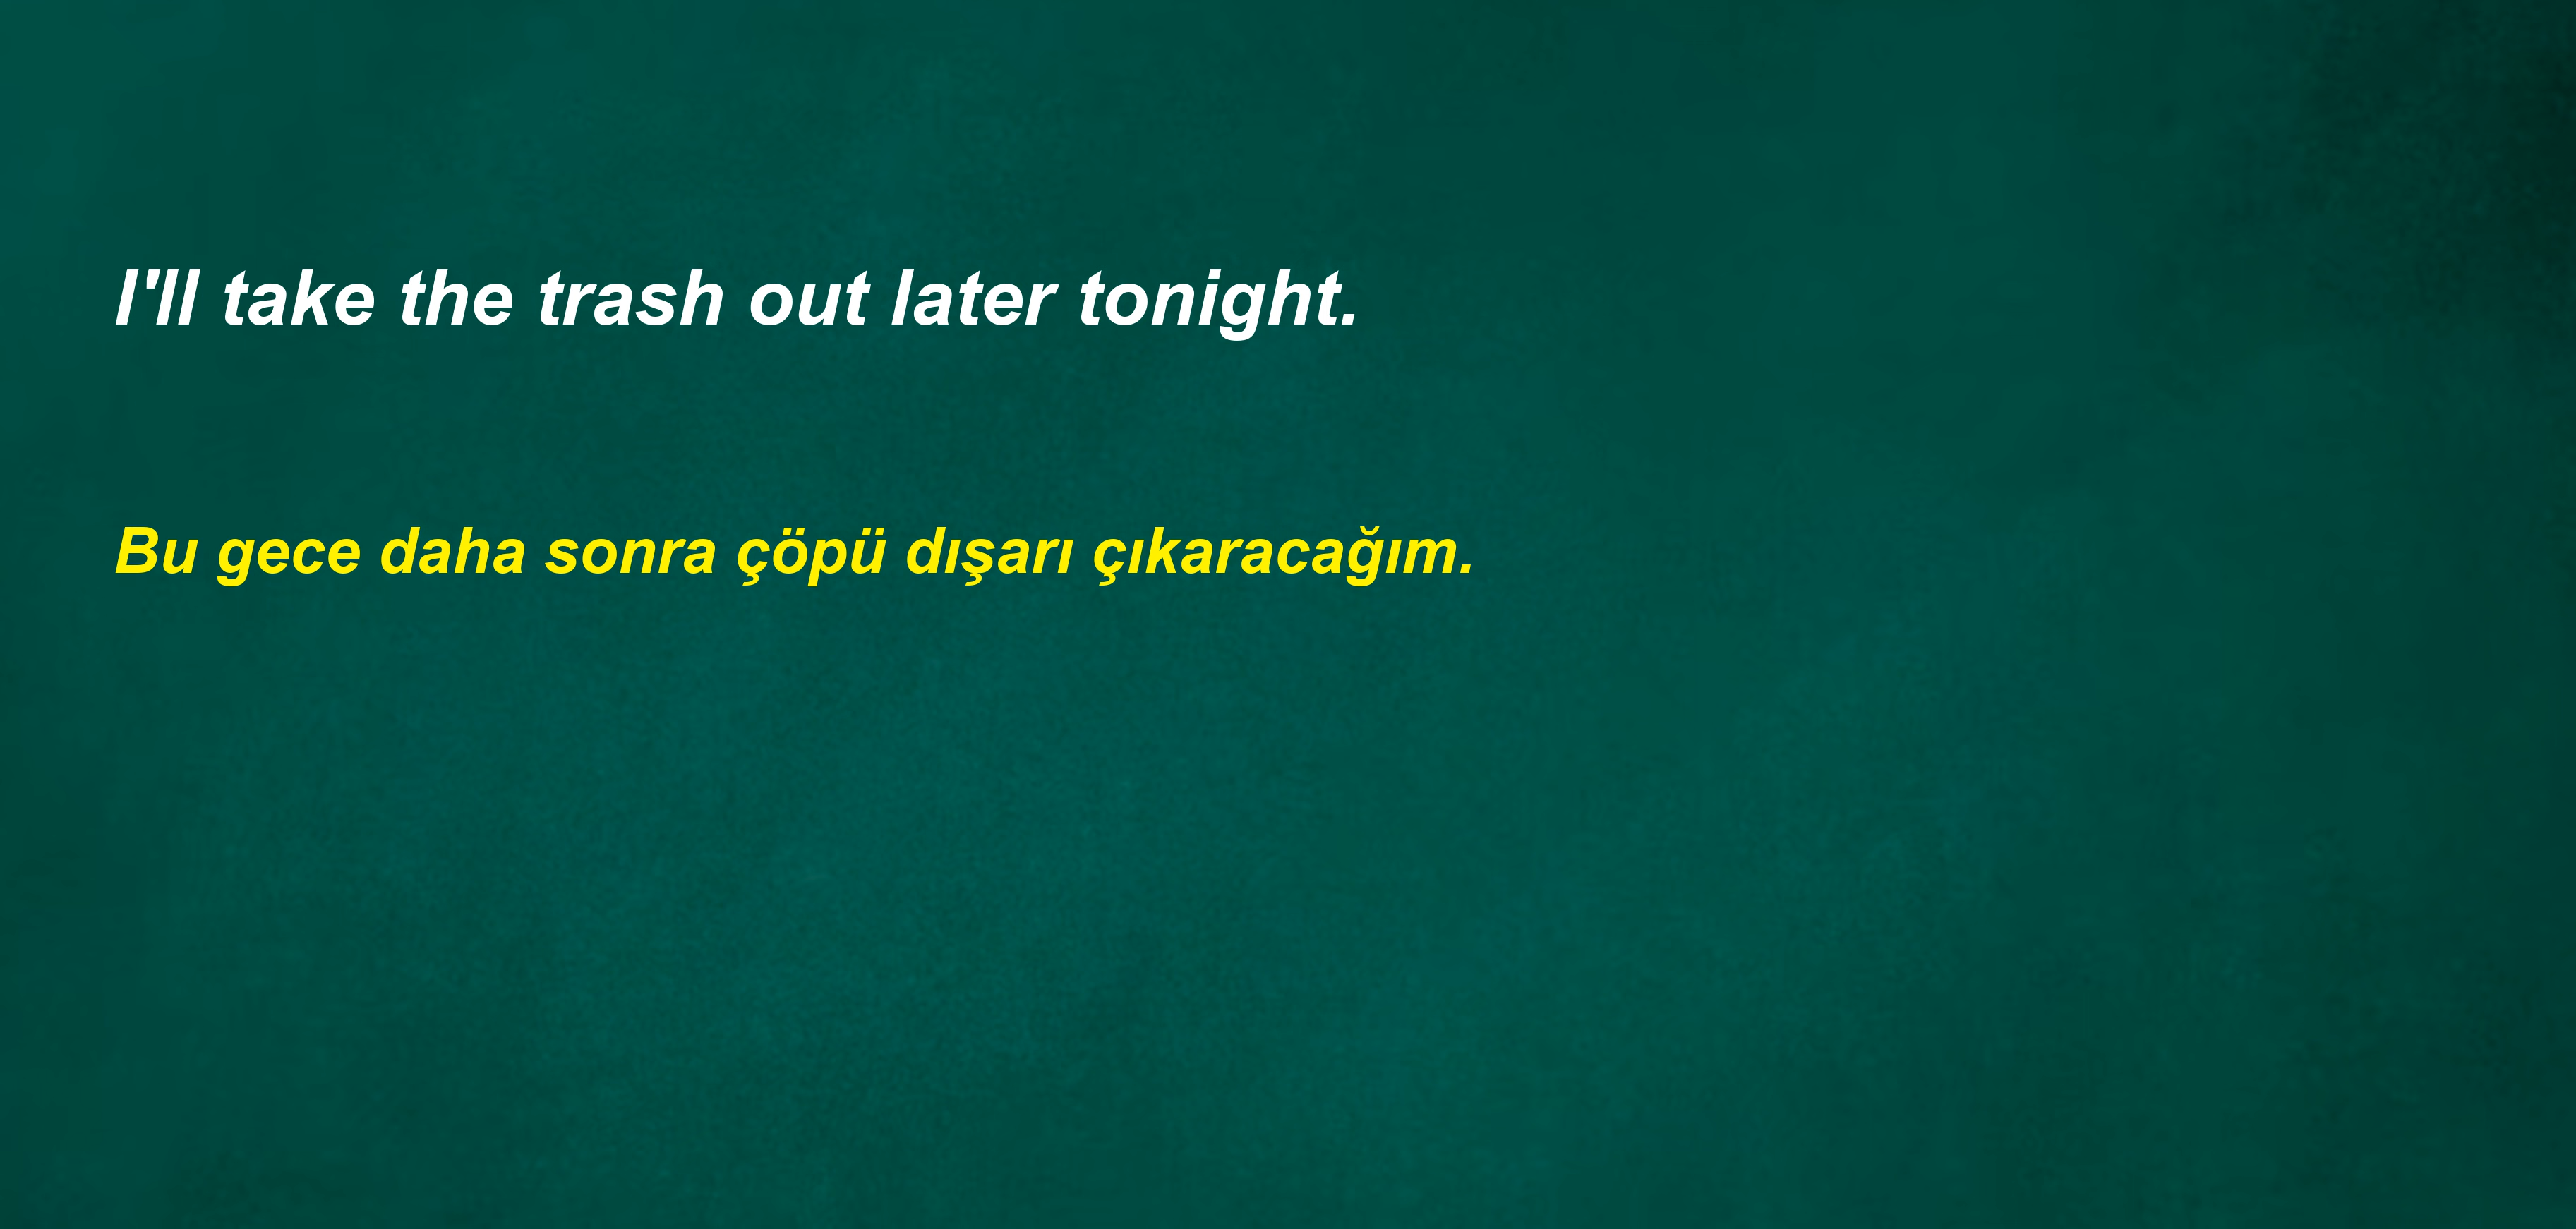 I'll take the trash out later tonight.
Bu gece daha sonra çöpü dışarı çıkaracağım.